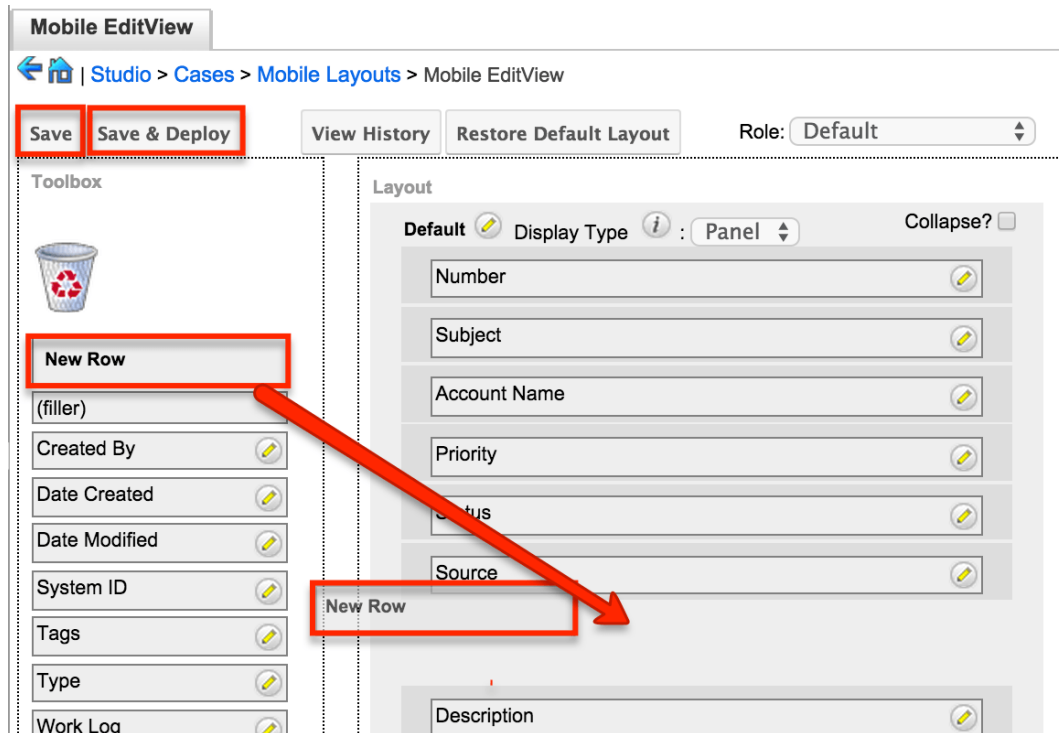 Mobile EditView
| Studio > Cases > Mobile Layouts > Mobile EditView
Save Save & Deploy View History Restore Default Layout Role: Default
Toolbox
New Row
(filler)
Created By
Date Created
Date Modified
System ID
Tags
Type
Work Log
Layout
Default Display Type i : Panel Collapse?
Number
Subject
Account Name
Priority
Status
Source
New Row
Description